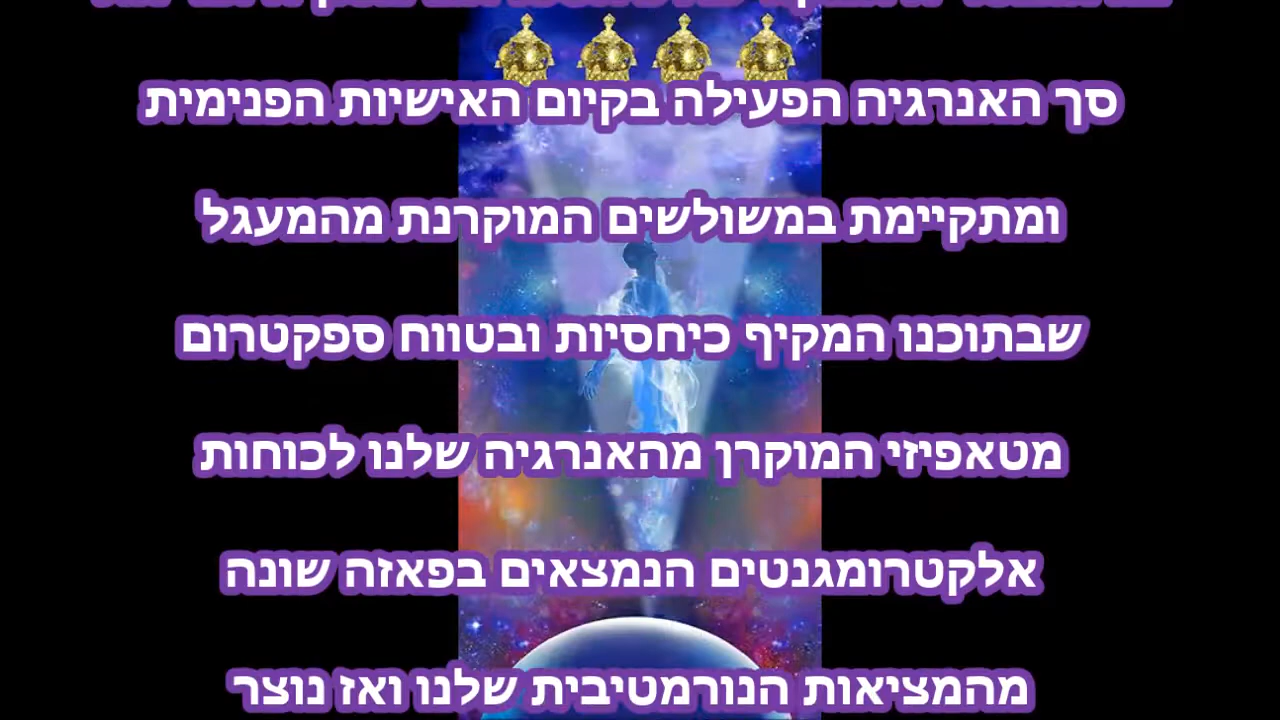 סך האנרגיה הפעילה בקיום האישיות הפנימית
ומתקיימת במשולשים המוקרנת מהמעגל
שבתוכנו המקיף כיחסיות ובטווח ספקטרום
מטאפיזי המוקרן מהאנרגיה שלנו לכוחות
אלקטרומגנטים הנמצאים בפאזה שונה
מהמציאות הנורמטיבית שלנו ואז נוצר